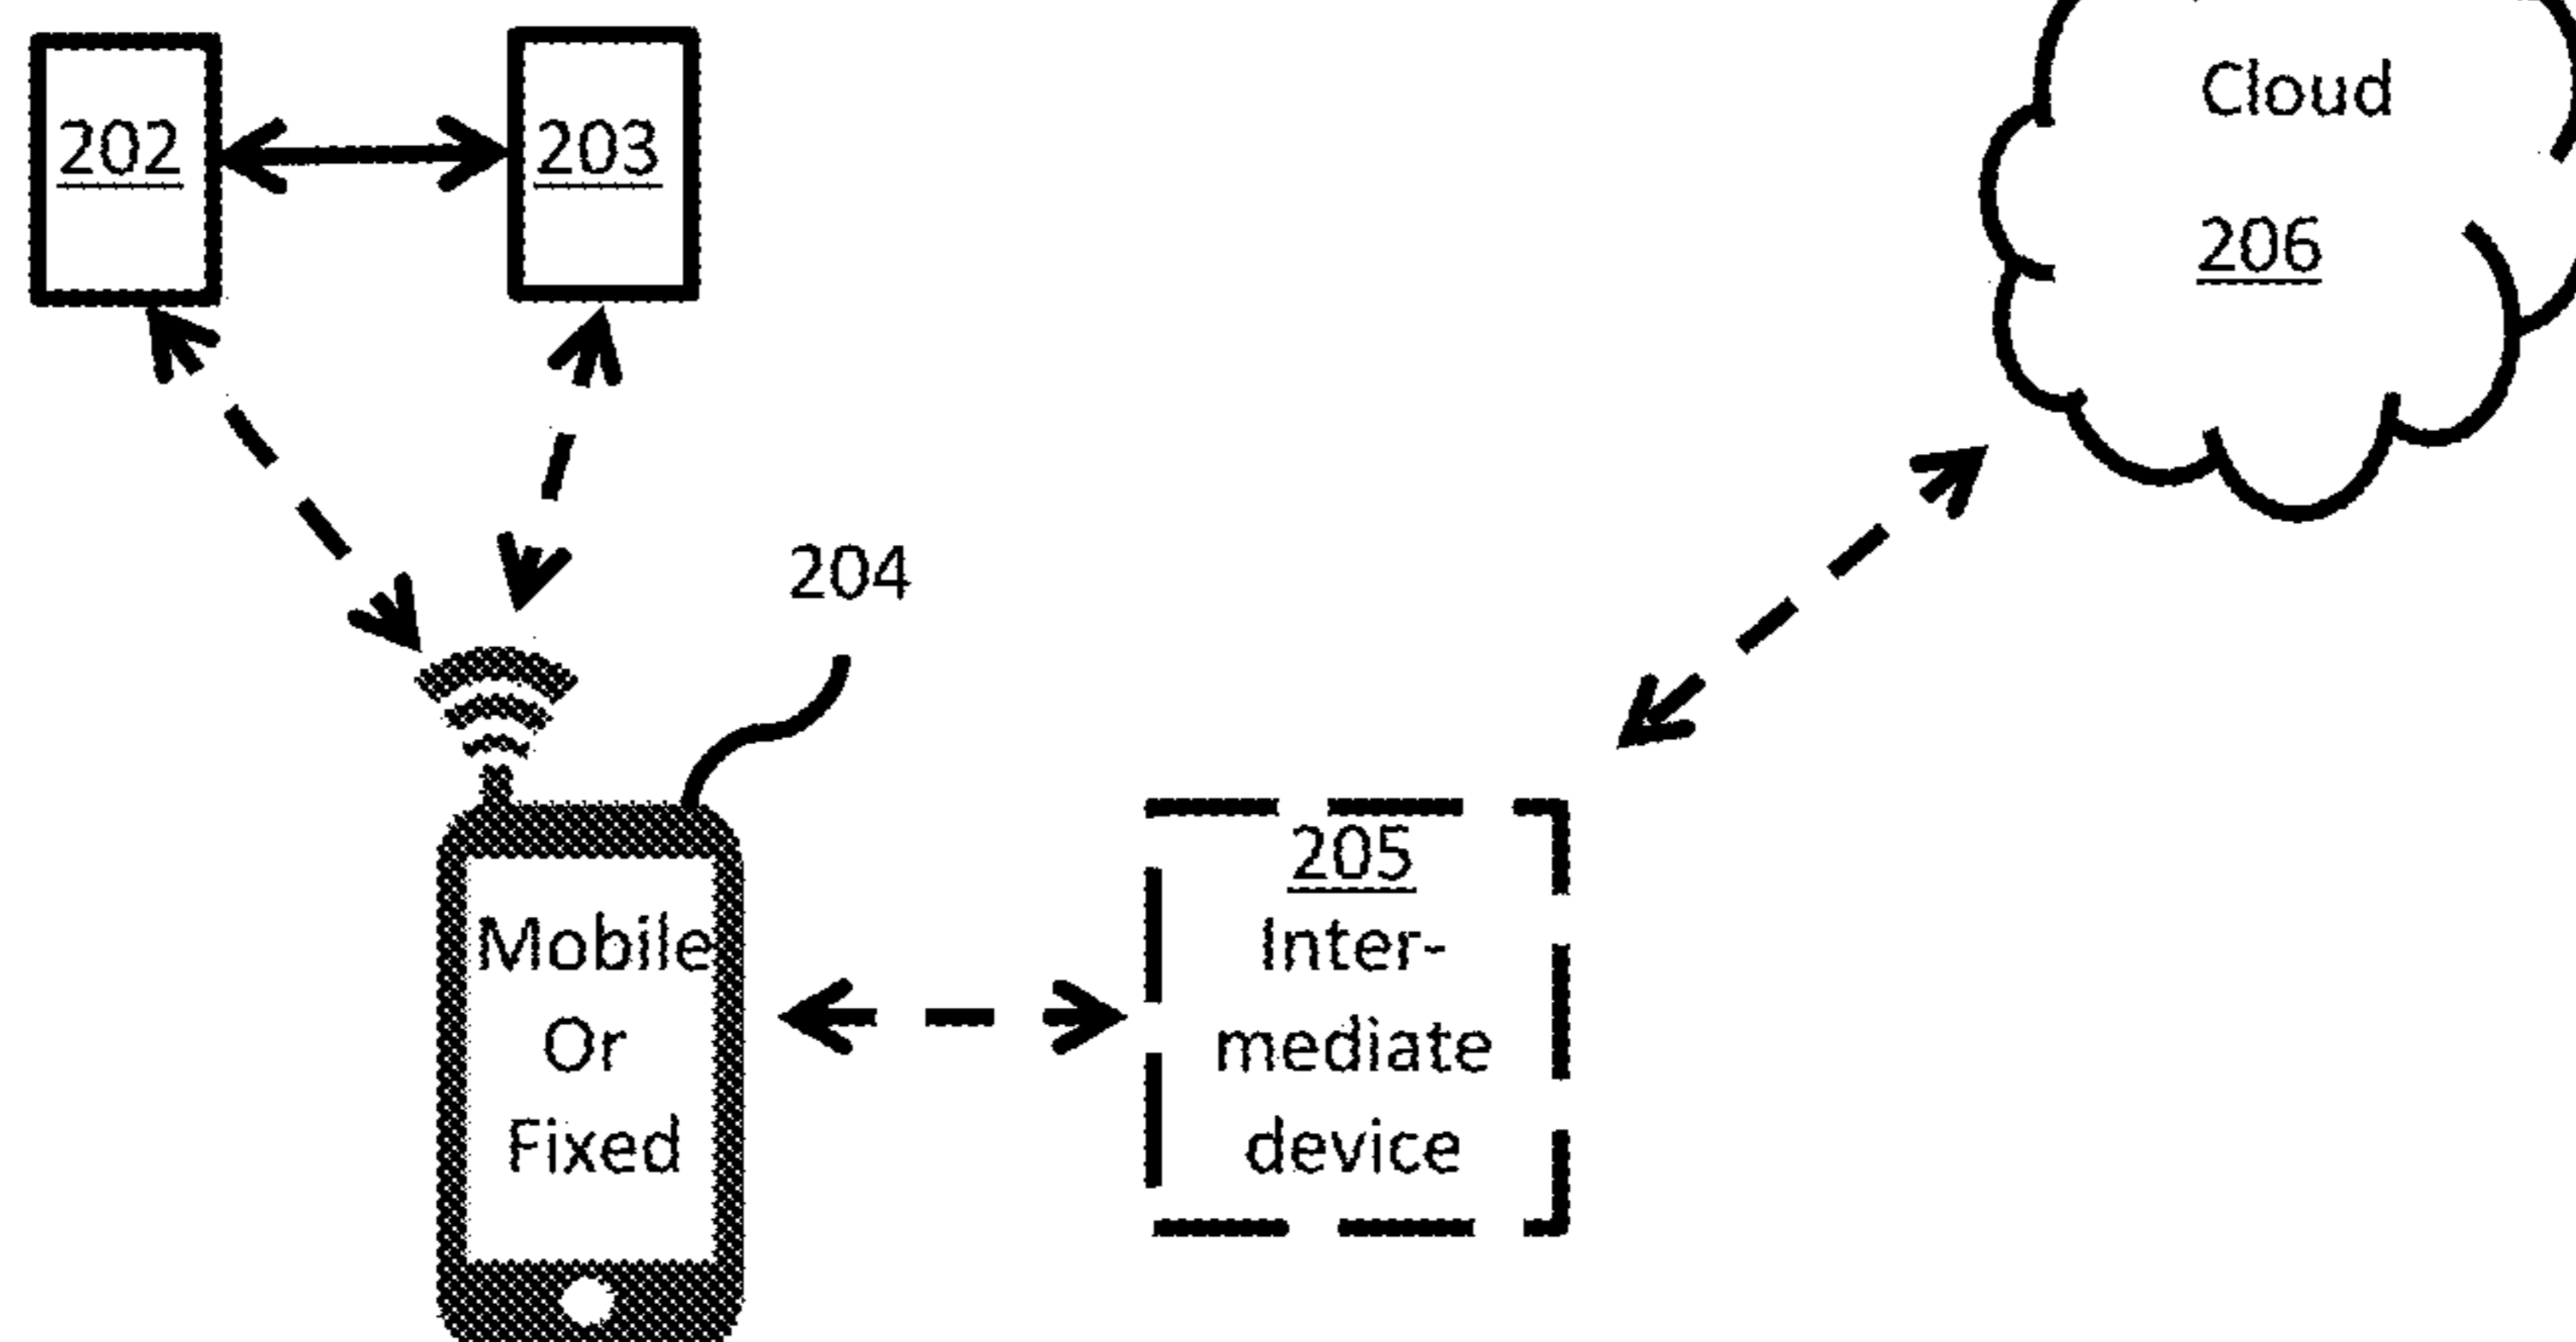 202
203
Cloud
206
204
Mobile
Or
Fixed
205
Inter-
mediate
device